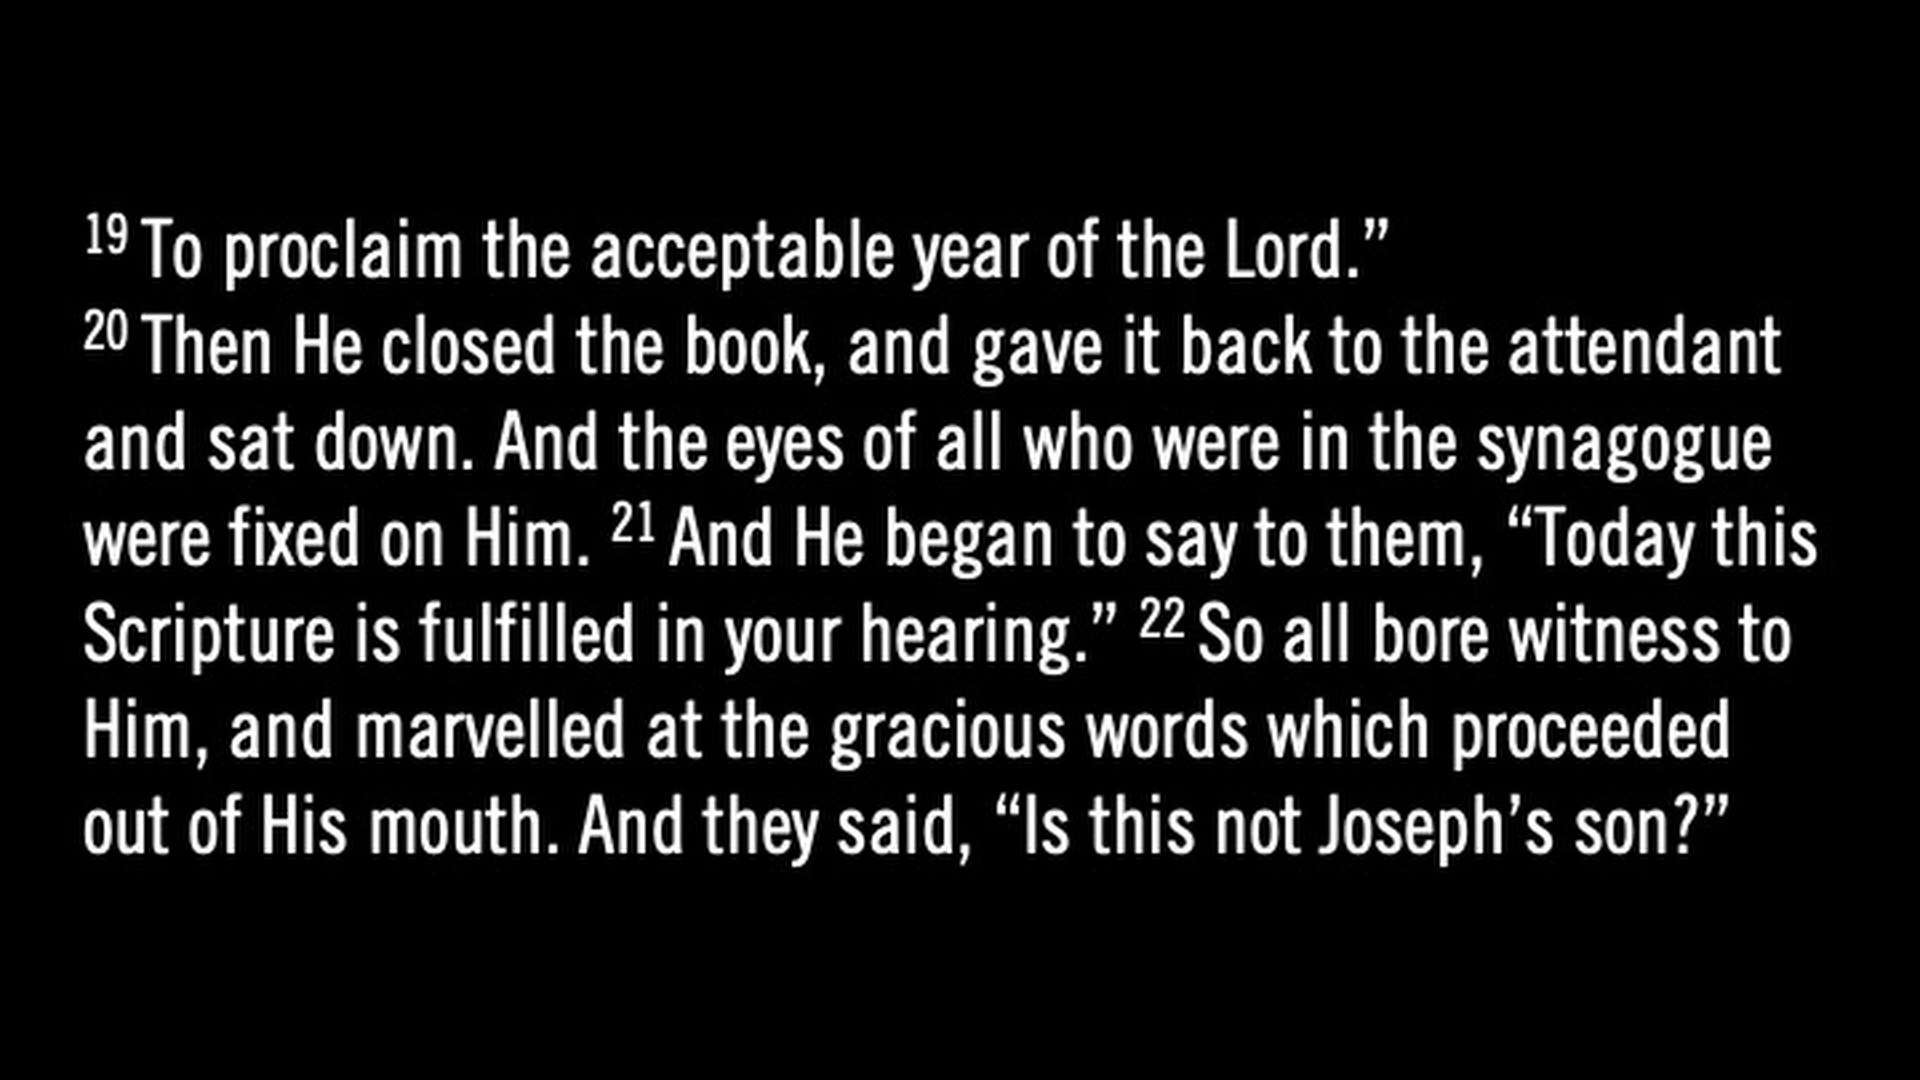 19 To proclaim the acceptable year of the Lord.”
20 Then He closed the book, and gave it back to the attendant
and sat down. And the eyes of all who were in the synagogue
were fixed on Him. 21 And He began to say to them, “Today this
Scripture is fulfilled in your hearing.” 22 So all bore witness to
Him, and marvelled at the gracious words which proceeded
out of His mouth. And they said, “Is this not Joseph’s son?”